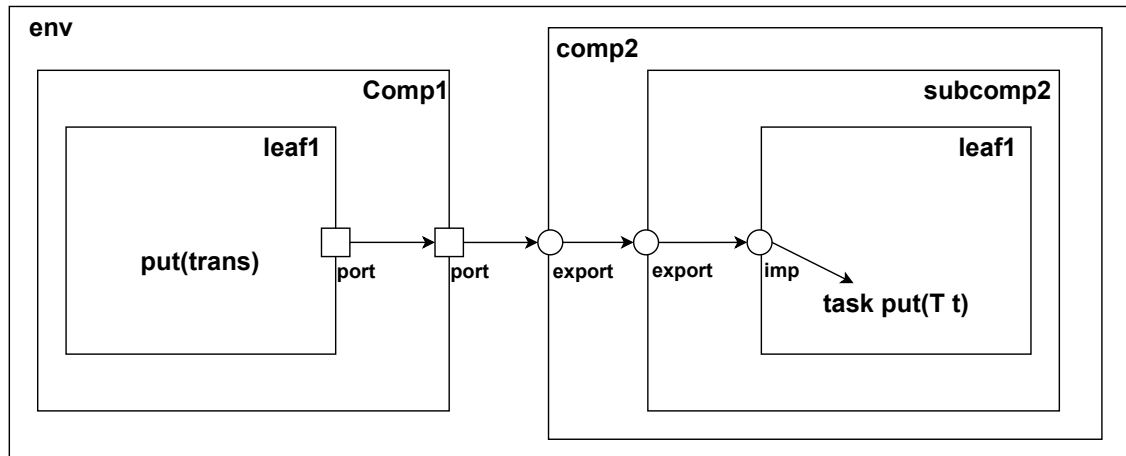 env
comp2
Comp1
subcomp2
leaf1
leaf1
put(trans)
port
port
export
export
imp
task put(T t)